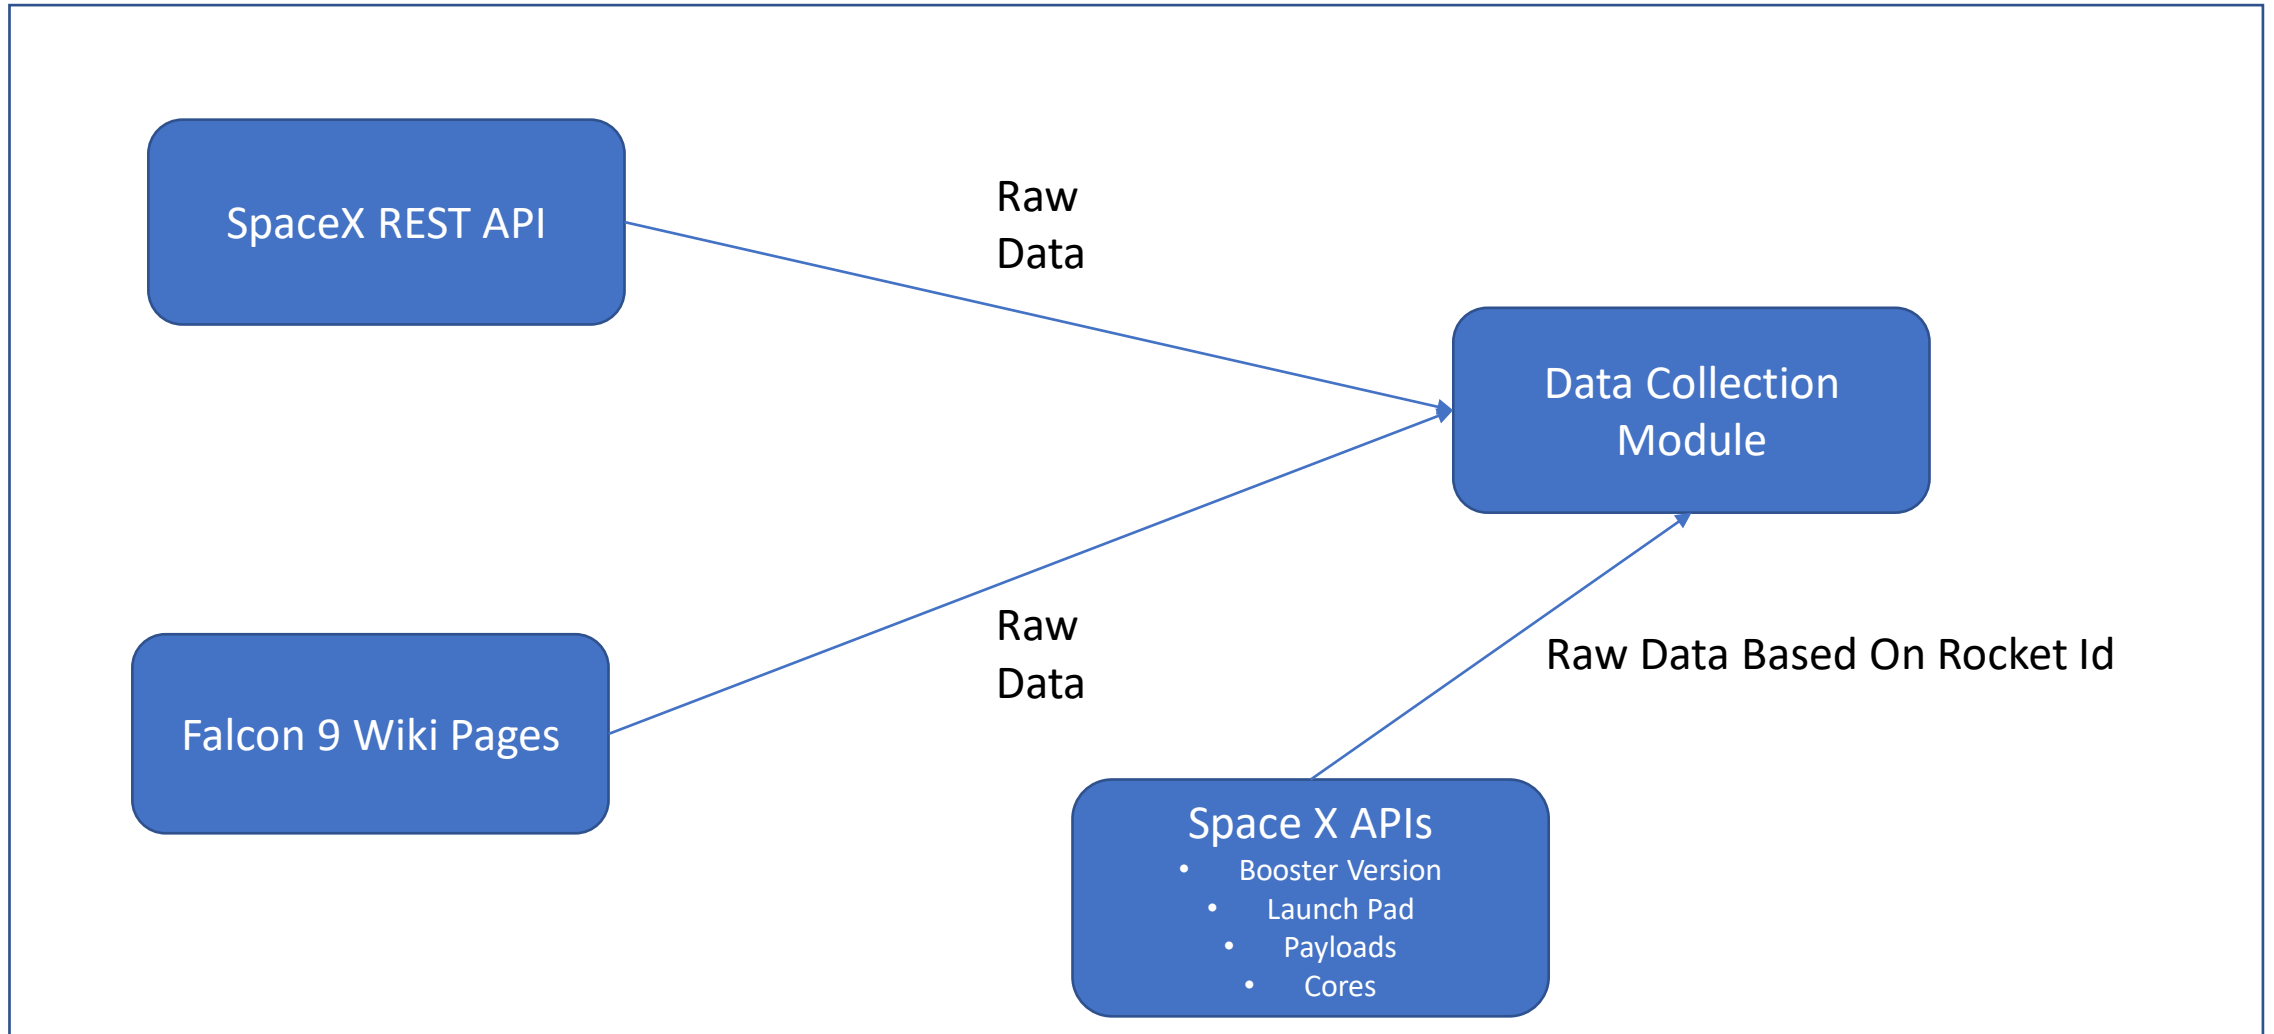 SpaceX REST API
Raw
Data
Data Collection
Module
Raw
Data
Raw Data Based On Rocket Id
Falcon 9 Wiki Pages
Space X APIs
• Booster Version
• Launch Pad
• Payloads
• Cores